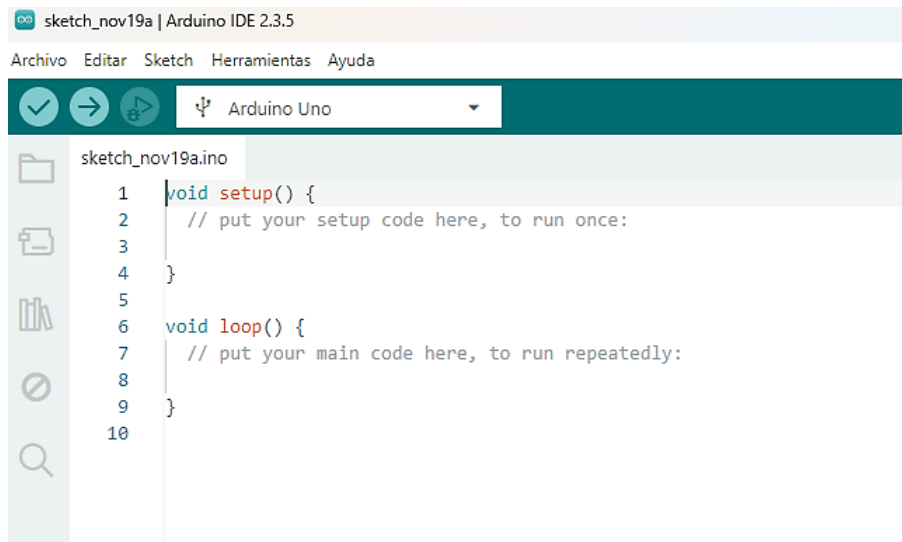 sketch_nov19a | Arduino IDE 2.3.5
Archivo Editar Sketch Herramientas Ayuda
Arduino Uno
sketch_nov19a.ino
1 void setup() {
2 // put your setup code here, to run once:
3
4 }
5
6 void loop() {
7 // put your main code here, to run repeatedly:
8
9 }
10